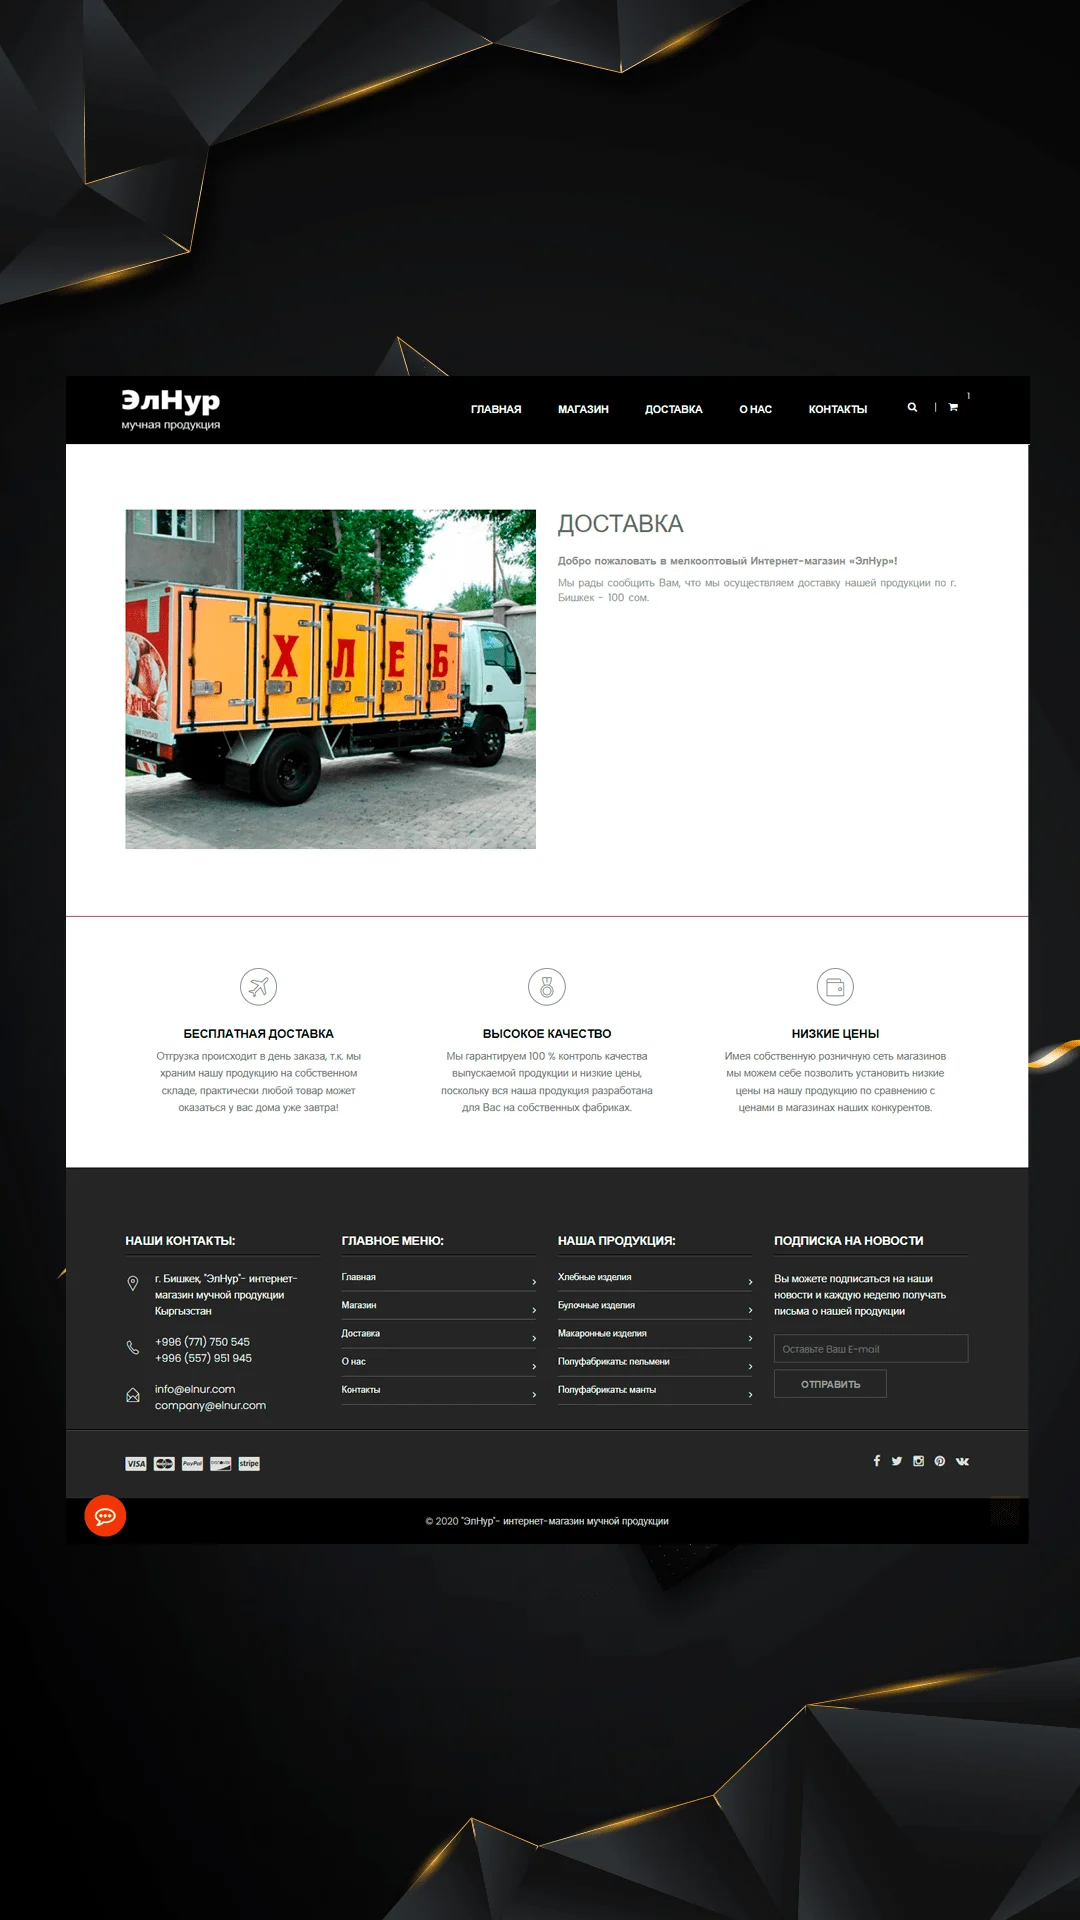 ЭлНур
мучная продукция
ГЛАВНАЯ
МАГАЗИН
ДОСТАВКА
О НАС
КОНТАКТЫ
1
ХЛЕБ
ДОСТАВКА
Добро пожаловать в мелкооптовый Интернет-магазин «ЭлНур»!
Мы рады сообщить Вам, что мы осуществляем доставку нашей продукции по г.
Бишкек - 100 сом.
БЕСПЛАТНАЯ ДОСТАВКА
Отгрузка происходит в день заказа, т.к. мы
храним нашу продукцию на собственном
складе, практически любой товар может
оказаться у вас дома уже завтра!
ВЫСОКОЕ КАЧЕСТВО
Мы гарантируем 100 % контроль качества
выпускаемой продукции и низкие цены,
поскольку вся наша продукция разработана
для Вас на собственных фабриках.
НИЗКИЕ ЦЕНЫ
Имея собственную розничную сеть магазинов
мы можем себе позволить установить низкие
цены на нашу продукцию по сравнению с
ценами в магазинах наших конкурентов.
НАШИ КОНТАКТЫ:
г. Бишкек, "ЭлНур"- интернет-
магазин мучной продукции
Кыргызстан
+996 (771) 750 545
+996 (557) 951 945
info@elnur.com
company@elnur.com
ГЛАВНОЕ МЕНЮ:
Главная
Магазин
Доставка
О нас
Контакты
НАША ПРОДУКЦИЯ:
Хлебные изделия
Булочные изделия
Макаронные изделия
Полуфабрикаты: пельмени
Полуфабрикаты: манты
ПОДПИСКА НА НОВОСТИ
Вы можете подписаться на наши
новости и каждую неделю получать
письма о нашей продукции
Оставьте Ваш E-mail
ОТПРАВИТЬ
VISA
PayPal
DISCOVER
stripe
© 2020 "ЭлНур"- интернет-магазин мучной продукции